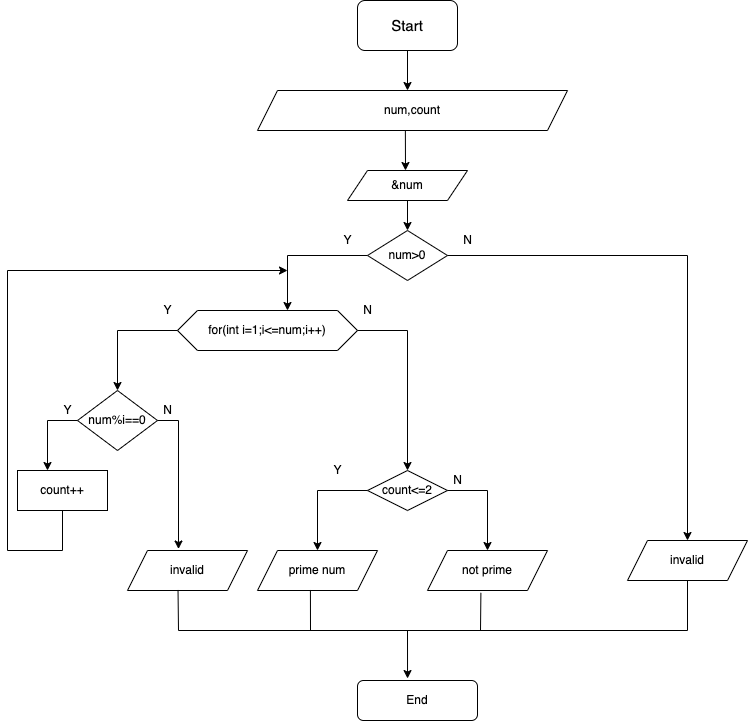 Start
num,count
&num
Y
N
num>0
Y
N
for(int i=1;i<=num;i++)
Y
N
num%i==0
count++
Y
N
count<=2
invalid
prime num
not prime
invalid
End